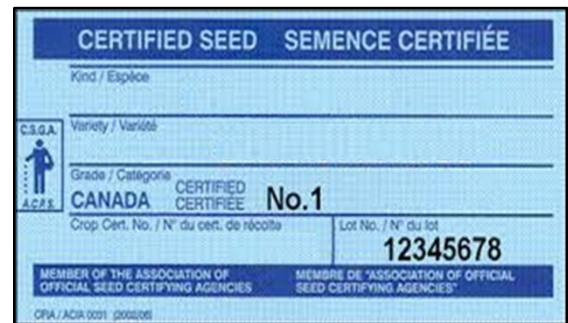 CERTIFIED SEED SEMENCE CERTIFIÉE
Kind / Espèce
C.S.G.A.
Variety / Variété
Grade / Catégorie
CANADA CERTIFIED CERTIFIÉE No.1
A.C.P.S.
Crop Cert. No. / N° du cert. de récolte
Lot No. / N° du lot
12345678
MEMBER OF THE ASSOCIATION OF
OFFICIAL SEED CERTIFYING AGENCIES
MEMBRE DE "ASSOCIATION OF OFFICIAL
SEED CERTIFYING AGENCIES"
CFIA / ACIA 0031 (2002/06)